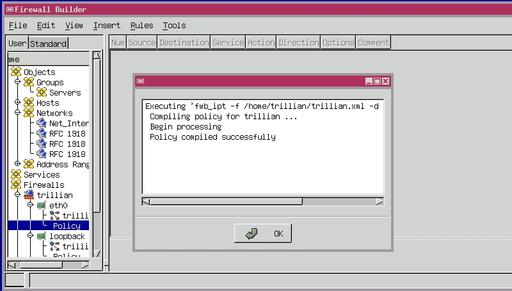 Firewall Builder
File Edit View Insert Rules Tools
User Standard
Num Source Destination Service Action Direction Options Comment
ame
Objects
Groups
Servers
Hosts
Networks
Net_Inter
RFC 1918
RFC 1918
RFC 1918
Address Rang
Services
Firewalls
trillian
eth0
trilli
Policy
loopback
trilli
Policy
Executing 'fwb_ipt -f /home/trillian/trillian.xml -d
Compiling policy for trillian ...
Begin processing
Policy compiled successfully
OK